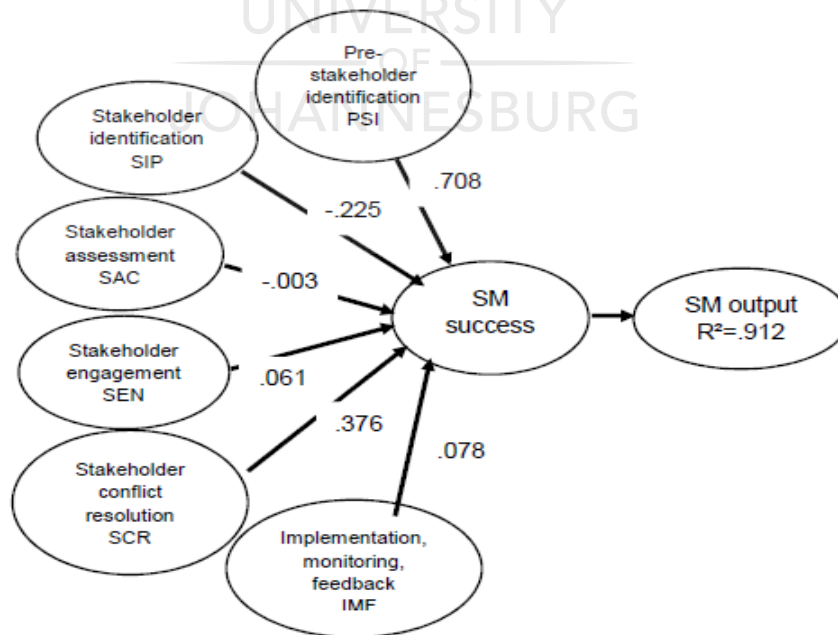 UNIVERSITY
OF
JOHANNESBURG
Pre-
stakeholder
identification
PSI
Stakeholder
identification
SIP
.708
-.225
Stakeholder
assessment
SAC
-.003
SM
success
SM output
R²=.912
Stakeholder
engagement
SEN
.061
.376
Stakeholder
conflict
resolution
SCR
.078
Implementation,
monitoring,
feedback
IMF